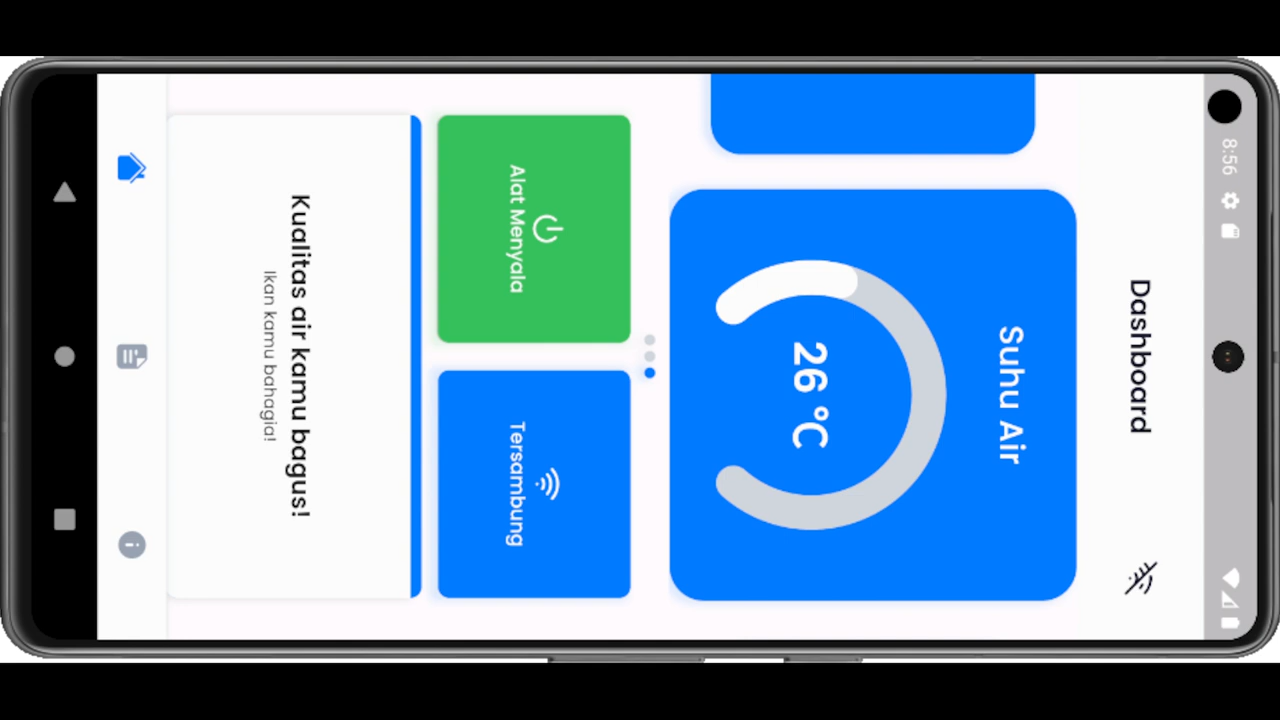 8:56
Dashboard
Suhu Air
26 °C
Alat Menyala
Tersambung
Kualitas air kamu bagus!
Ikan kamu bahagia!